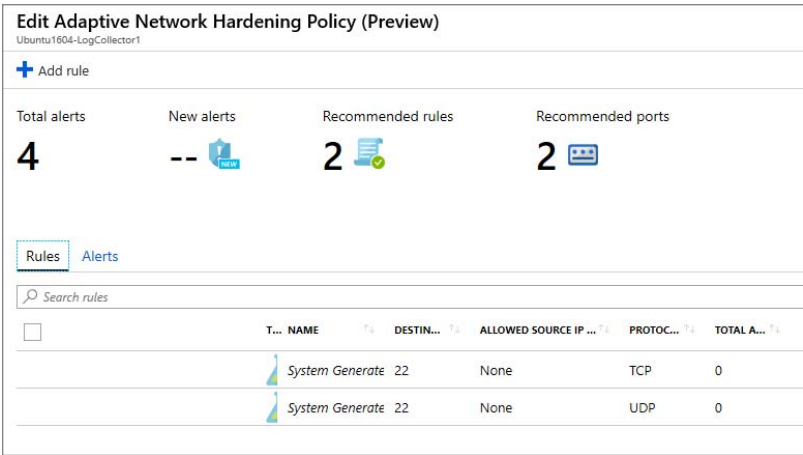 Edit Adaptive Network Hardening Policy (Preview)
Ubuntu1604-LogCollector1
Add rule
Total alerts New alerts Recommended rules Recommended ports
4 -- NEW 2 2
Rules Alerts
Search rules
T... NAME DESTIN... ALLOWED SOURCE IP ... PROTOC... TOTAL A...
System Generate 22 None TCP 0
System Generate 22 None UDP 0